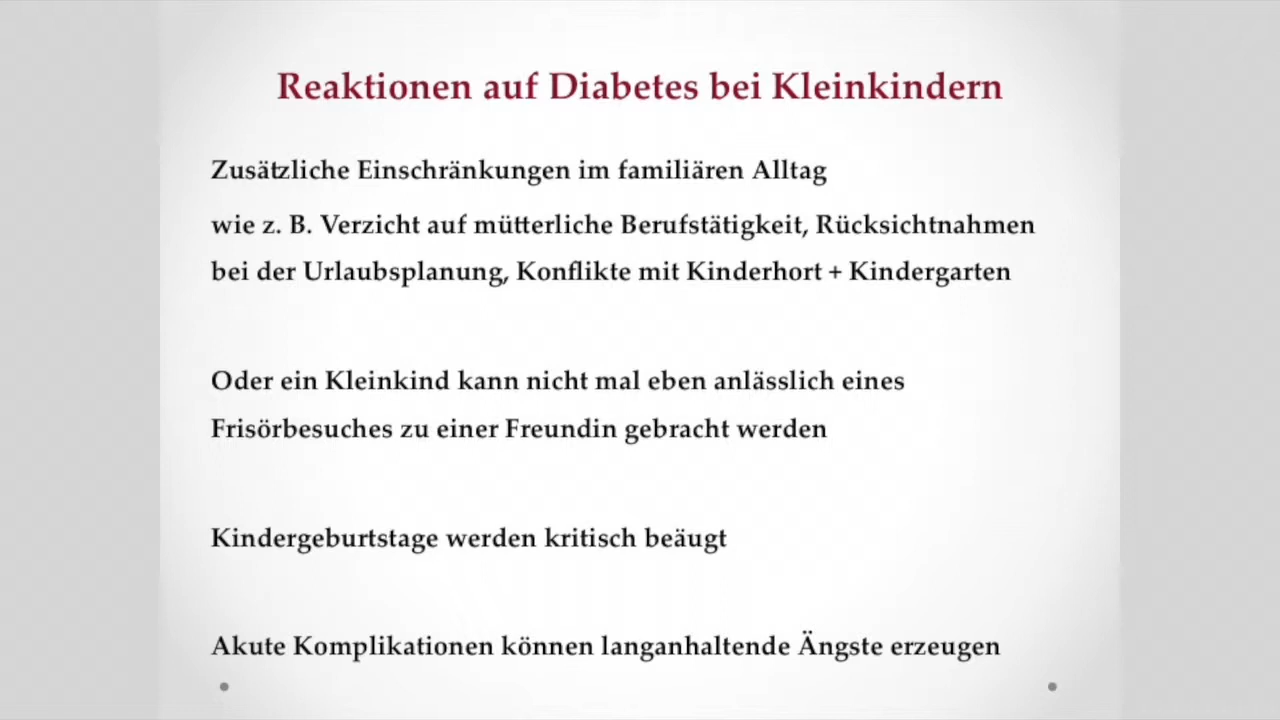 Reaktionen auf Diabetes bei Kleinkindern
Zusätzliche Einschränkungen im familiären Alltag
wie z. B. Verzicht auf mütterliche Berufstätigkeit, Rücksichtnahmen
bei der Urlaubsplanung, Konflikte mit Kinderhort + Kindergarten
Oder ein Kleinkind kann nicht mal eben anlässlich eines
Frisörbesuches zu einer Freundin gebracht werden
Kindergeburtstage werden kritisch beäugt
Akute Komplikationen können langanhaltende Ängste erzeugen